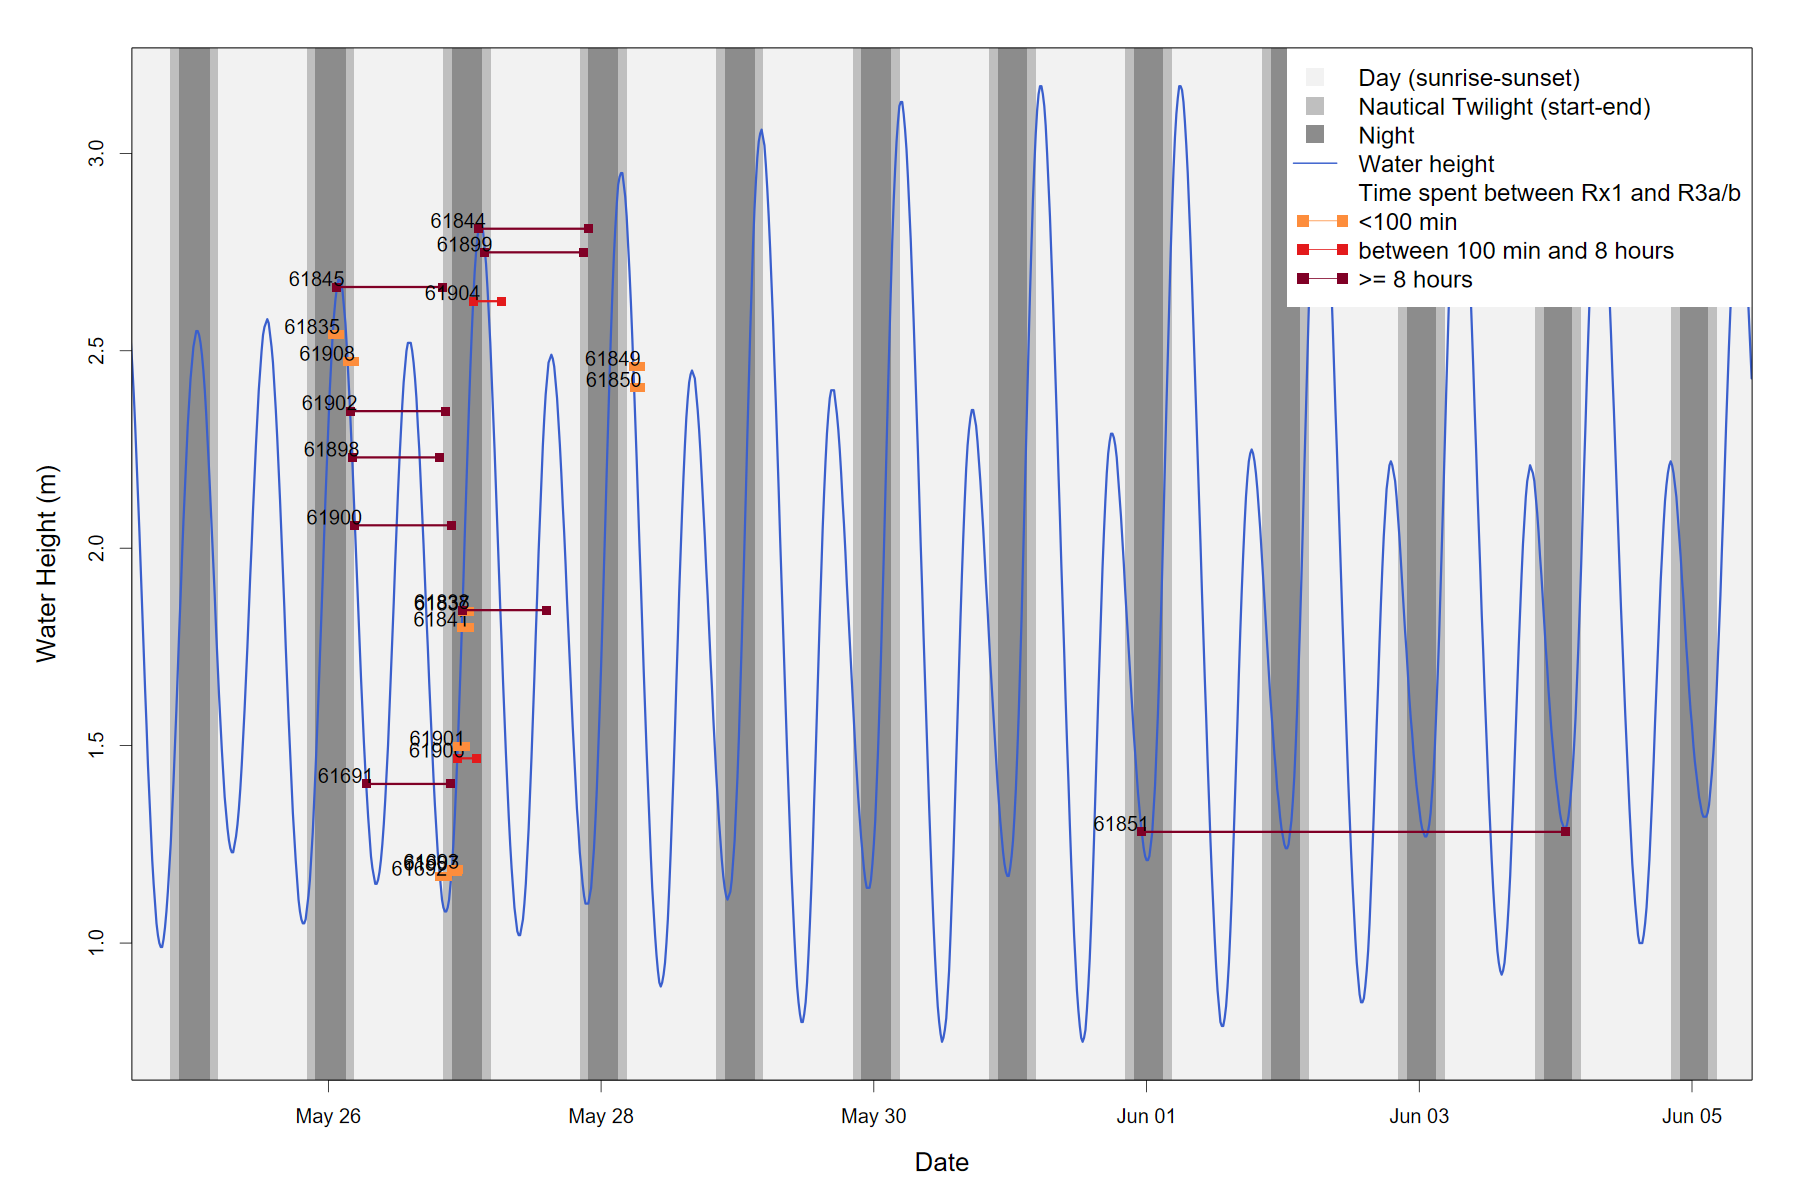 Day (sunrise-sunset)
Nautical Twilight (start-end)
Night
Water height
Time spent between Rx1 and R3a/b
<100 min
between 100 min and 8 hours
>= 8 hours
Water Height (m)
3.0
2.5
2.0
1.5
1.0
61844
61899
61845
61904
61835
61908
61849
61850
61902
61898
61900
61841
61901
61691
61851
61692
May 26
May 28
May 30
Jun 01
Jun 03
Jun 05
Date